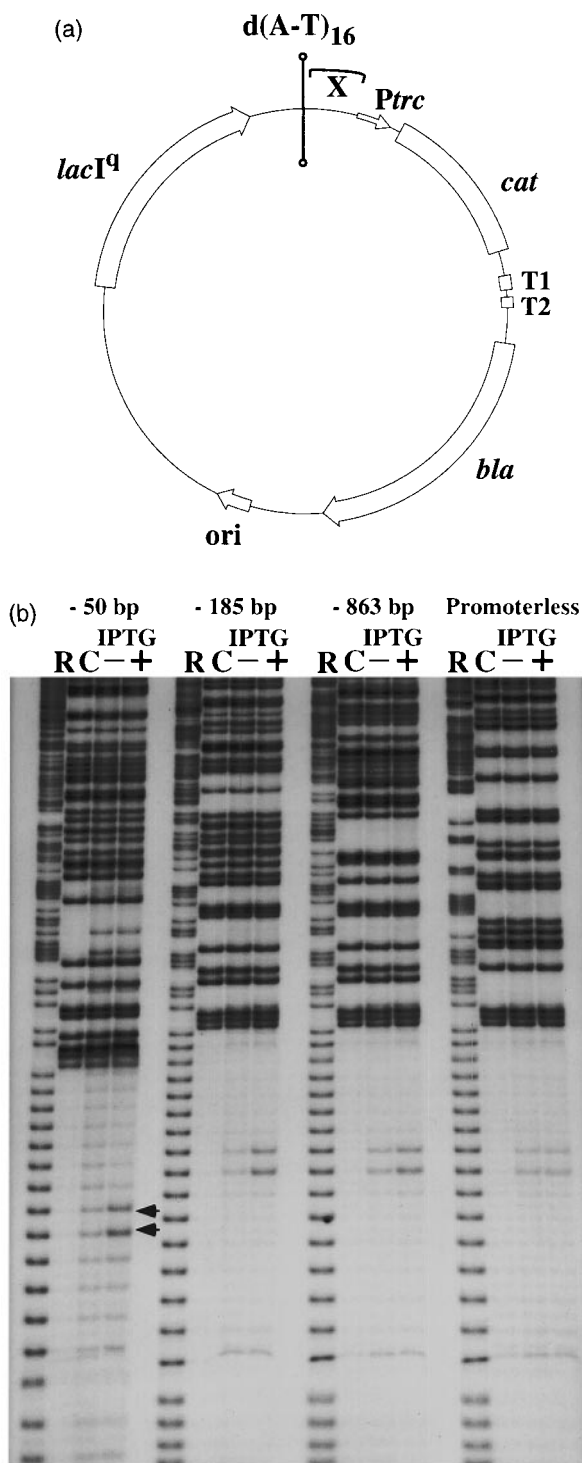 (a)
d(A-T)16
X
Ptrc
lacIq
cat
T1
T2
bla
ori
(b)
- 50 bp - 185 bp - 863 bp Promoterless
IPTG IPTG IPTG IPTG
R C − + R C − + R C − + R C − +